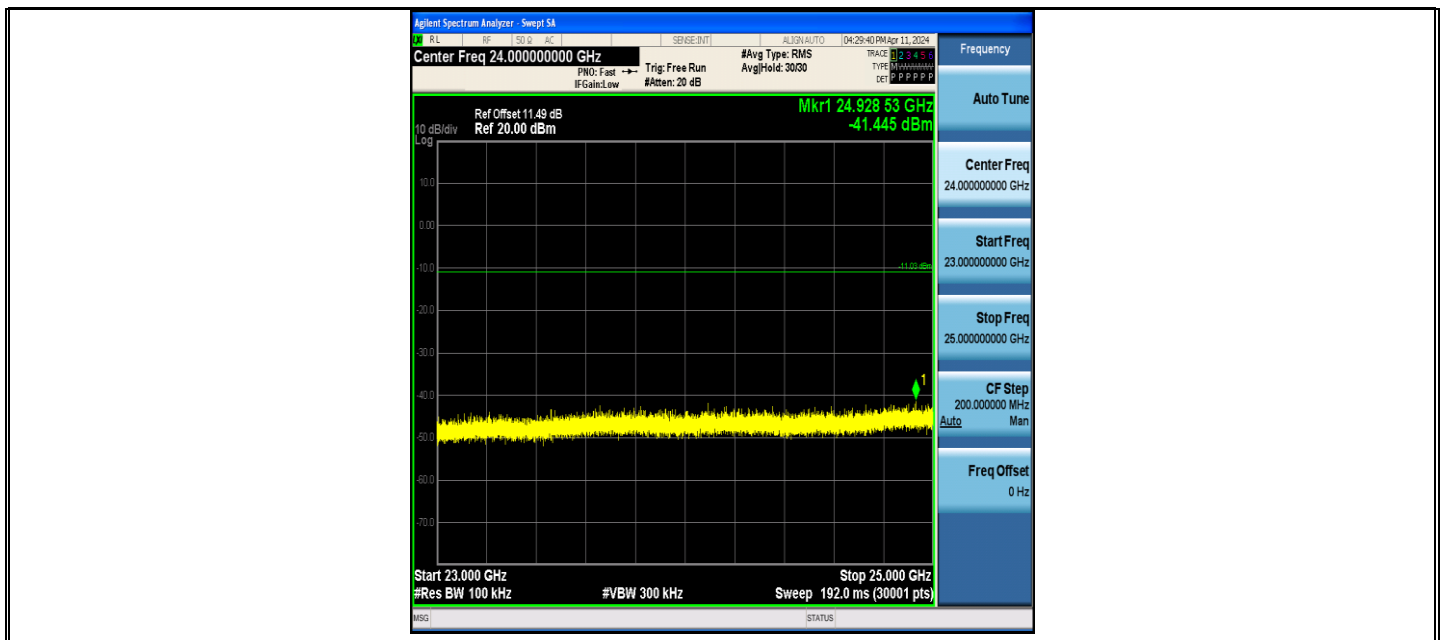 Agilent Spectrum Analyzer - Swept SA
RL RF 50 Ω AC SENSE:INT ALIGN AUTO 04:29:40 PM Apr 11, 2024
Center Freq 24.000000000 GHz
PNO: Fast
IFGain:Low
Trig: Free Run
#Atten: 20 dB
#Avg Type: RMS
Avg|Hold: 30/30
TRACE 1 2 3 4 5 6
TYPE
DET P P P P P P
Mkr1 24.928 53 GHz
-41.445 dBm
Ref Offset 11.49 dB
10 dB/div Ref 20.00 dBm
Log
10.0
0.00
-10.0
-11.03 dBm
-20.0
-30.0
1
-40.0
-50.0
-60.0
-70.0
Start 23.000 GHz Stop 25.000 GHz
#Res BW 100 kHz #VBW 300 kHz Sweep 192.0 ms (30001 pts)
MSG STATUS
Frequency
Auto Tune
Center Freq
24.000000000 GHz
Start Freq
23.000000000 GHz
Stop Freq
25.000000000 GHz
CF Step
200.000000 MHz
Auto Man
Freq Offset
0 Hz